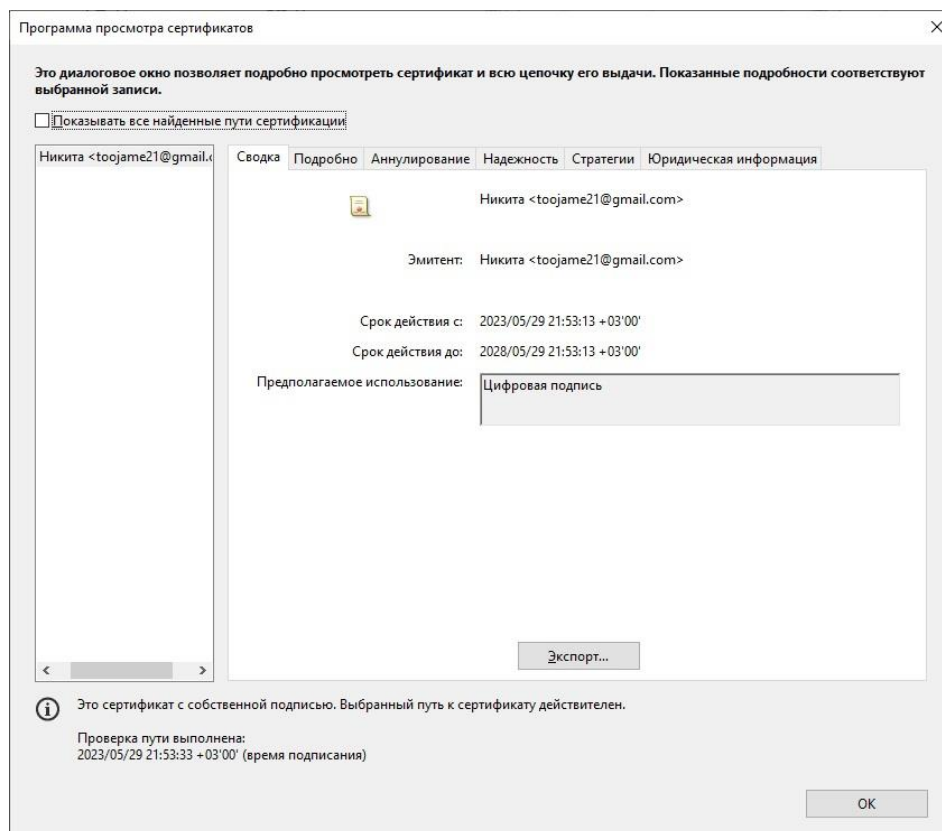 Программа просмотра сертификатов
Это диалоговое окно позволяет подробно просмотреть сертификат и всю цепочку его выдачи. Показанные подробности соответствуют
выбранной записи.
Показывать все найденные пути сертификации
Никита <toojame21@gmail.c
Сводка Подробно Аннулирование Надежность Стратегии Юридическая информация
Никита <toojame21@gmail.com>
Эмитент: Никита <toojame21@gmail.com>
Срок действия с: 2023/05/29 21:53:13 +03'00'
Срок действия до: 2028/05/29 21:53:13 +03'00'
Предполагаемое использование: Цифровая подпись
Экспорт...
Это сертификат с собственной подписью. Выбранный путь к сертификату действителен.
Проверка пути выполнена:
2023/05/29 21:53:33 +03'00' (время подписания)
OK